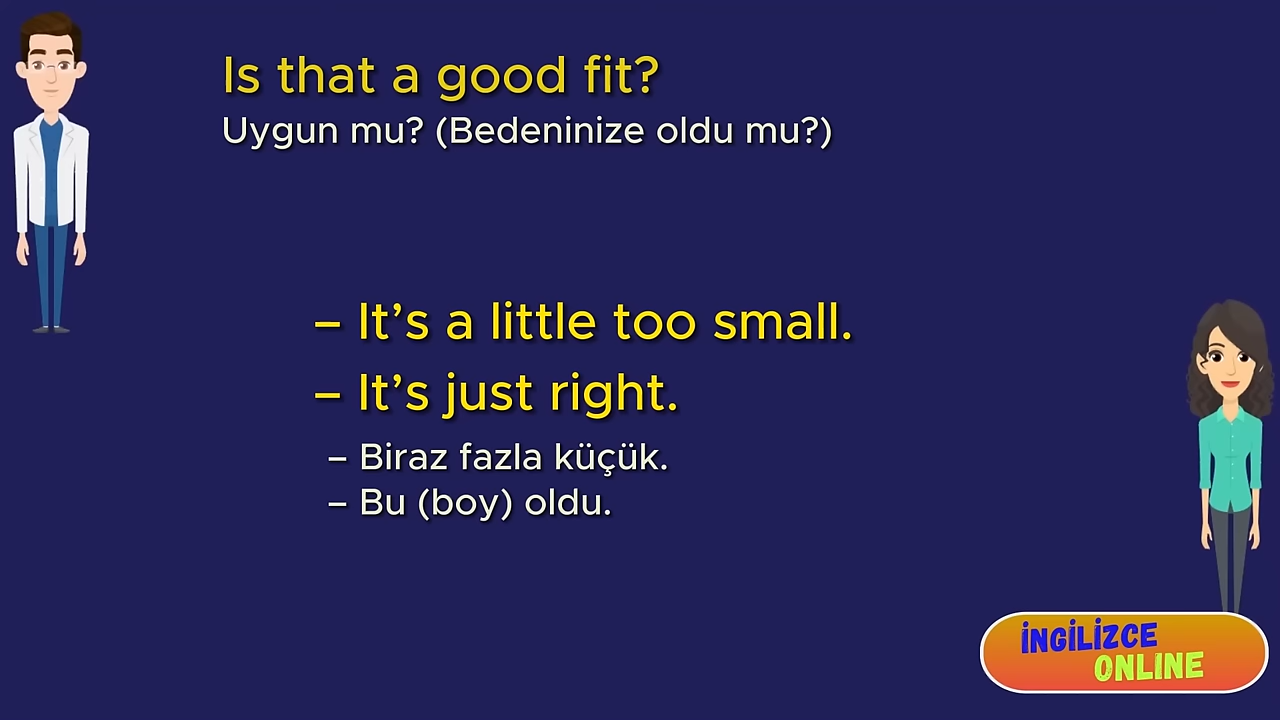 Is that a good fit?
Uygun mu? (Bedeninize oldu mu?)
– It’s a little too small.
– It’s just right.
– Biraz fazla küçük.
– Bu (boy) oldu.
İNGİLİZCE
ONLINE